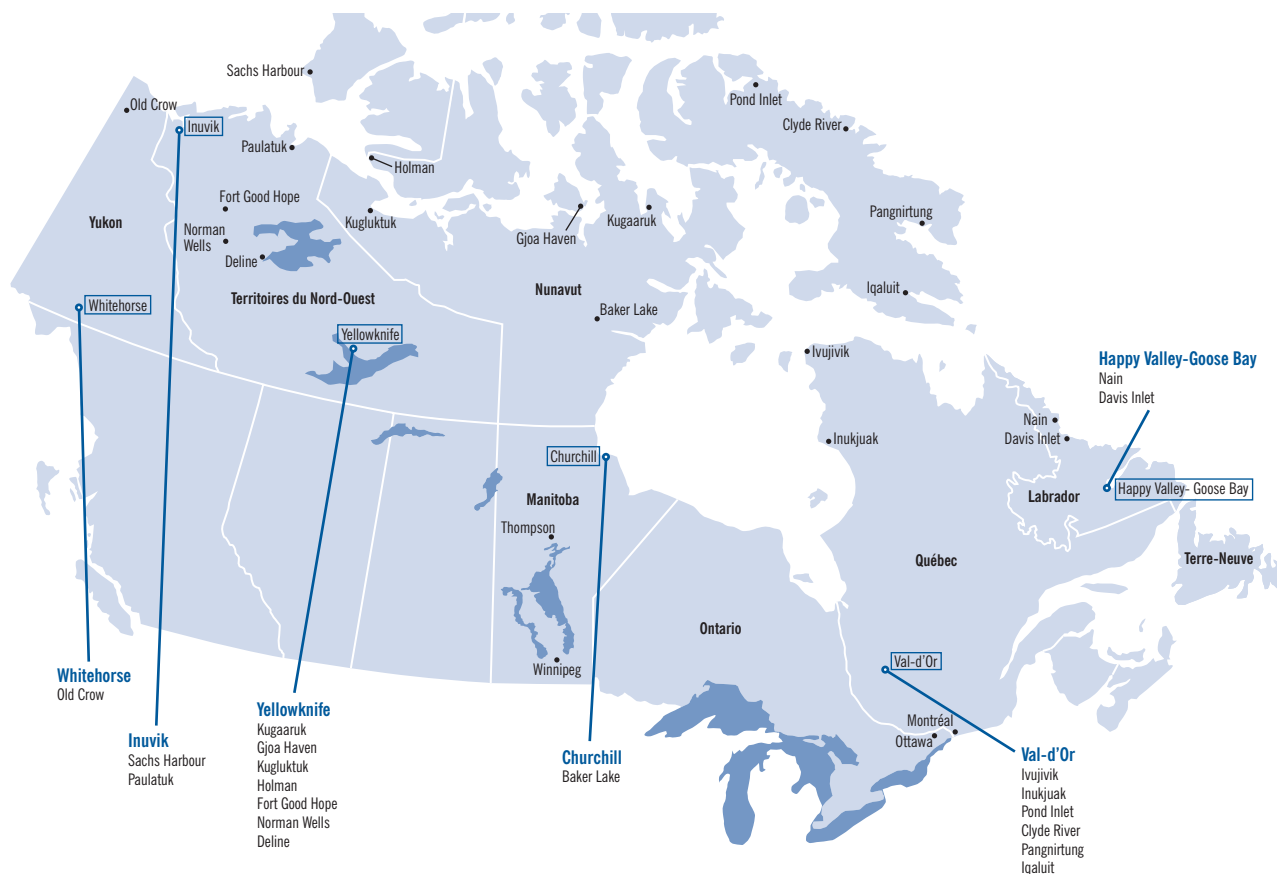 Sachs Harbour
Old Crow
Inuvik
Paulatuk
Holman
Pond Inlet
Clyde River
Fort Good Hope
Yukon
Norman
Wells
Deline
Kugluktuk
Gjoa Haven
Kugaaruk
Pangnirtung
Iqaluit
Territoires du Nord-Ouest
Nunavut
Whitehorse
Baker Lake
Yellowknife
Ivujivik
Happy Valley-Goose Bay
Nain
Davis Inlet
Nain
Davis Inlet
Inukjuak
Churchill
Manitoba
Labrador
Happy Valley- Goose Bay
Thompson
Québec
Terre-Neuve
Ontario
Winnipeg
Val-d'Or
Montréal
Ottawa
Whitehorse
Old Crow
Inuvik
Sachs Harbour
Paulatuk
Yellowknife
Kugaaruk
Gjoa Haven
Kugluktuk
Holman
Fort Good Hope
Norman Wells
Deline
Churchill
Baker Lake
Val-d'Or
Ivujivik
Inukjuak
Pond Inlet
Clyde River
Pangnirtung
Iqaluit